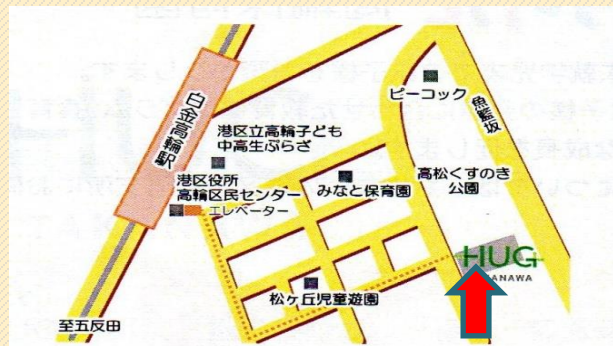 白金高輪駅
港区立高輪子ども
中高生ぷらざ
港区役所
高輪区民センター
エレベーター
ピーコック
魚籃坂
みなと保育園
高松くすのき
公園
HUG
ANAWA
松ヶ丘児童遊園
至五反田